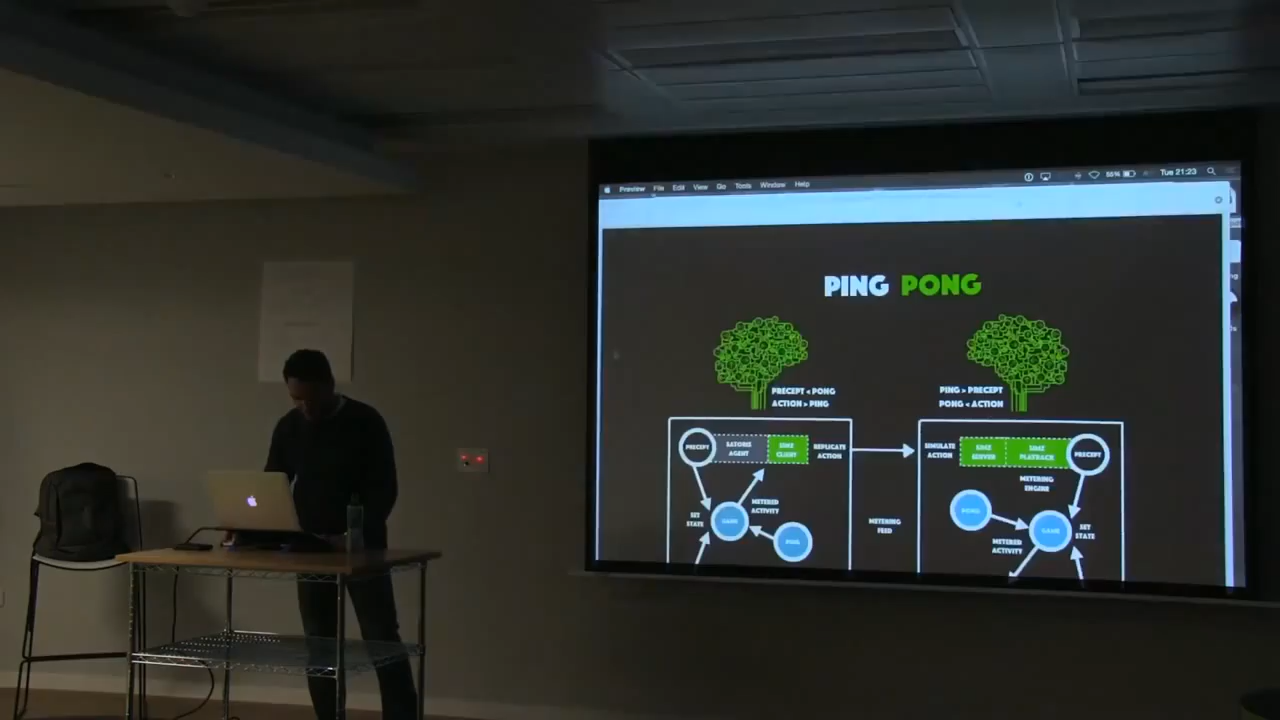 Preview File Edit View Go Tools Window Help
55% Tue 21:23
PING PONG
PRECEPT < PONG
ACTION > PING
PING > PRECEPT
PONG < ACTION
PRECEPT
SATORIS
AGENT
SIMZ
CLIENT
REPLICATE
ACTION
SIMULATE
ACTION
SIMZ
SERVER
SIMZ
PLAYBACK
PRECEPT
METERING
ENGINE
SET
STATE
GAME
METERED
ACTIVITY
PING
METERING
FEED
PONG
METERED
ACTIVITY
GAME
SET
STATE